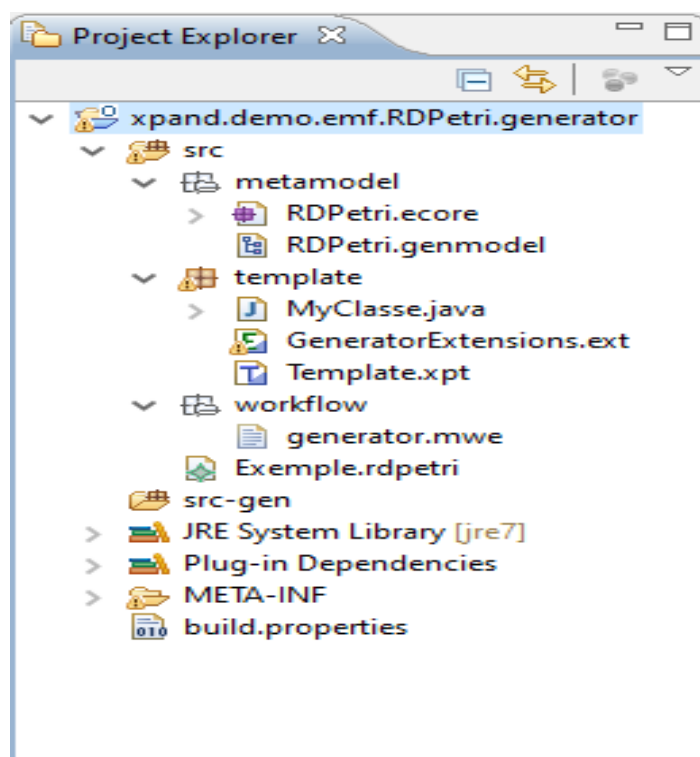 Project Explorer
xpand.demo.emf.RDPetri.generator
src
metamodel
RDPetri.ecore
RDPetri.genmodel
template
MyClasse.java
GeneratorExtensions.ext
Template.xpt
workflow
generator.mwe
Exemple.rdpetri
src-gen
JRE System Library [jre7]
Plug-in Dependencies
META-INF
build.properties